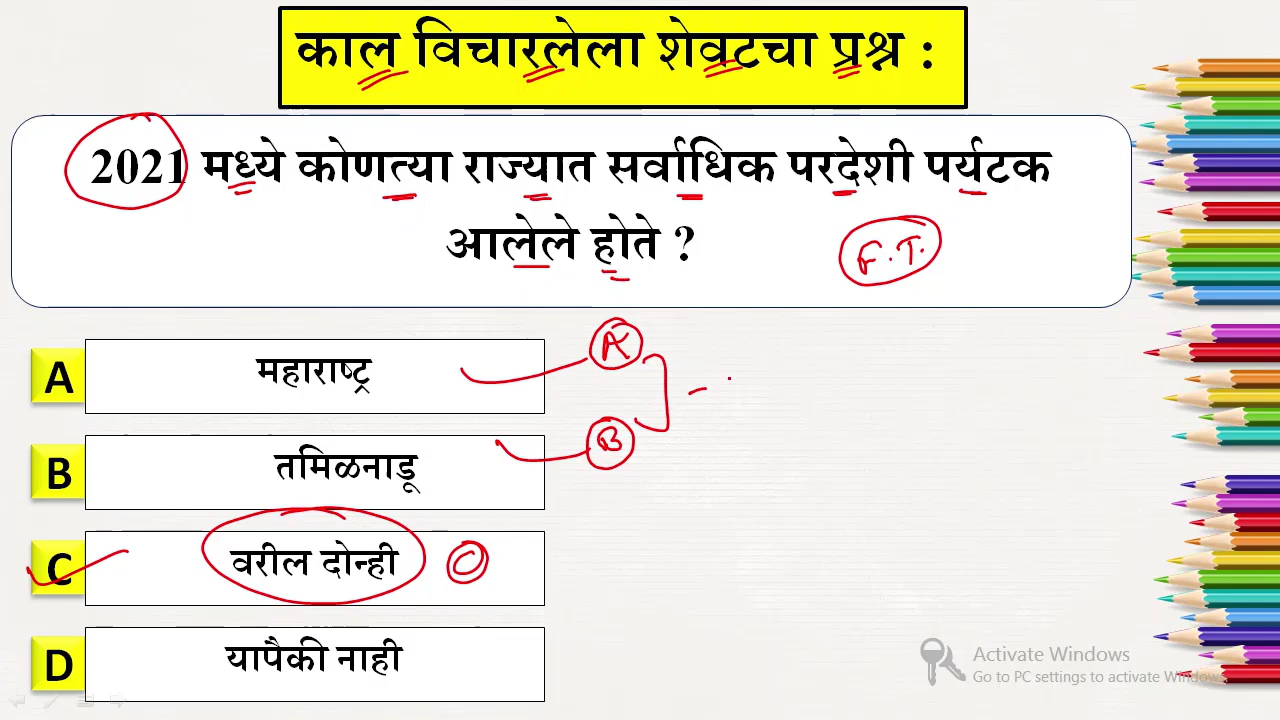 काल विचारलेला शेवटचा प्रश्न :
2021 मध्ये कोणत्या राज्यात सर्वाधिक परदेशी पर्यटक
आलेले होते ?
F.T.
A महाराष्ट्र
A
B तमिळनाडू
B
C वरील दोन्ही
C
D यापैकी नाही
Activate Windows
Go to PC settings to activate Windows.